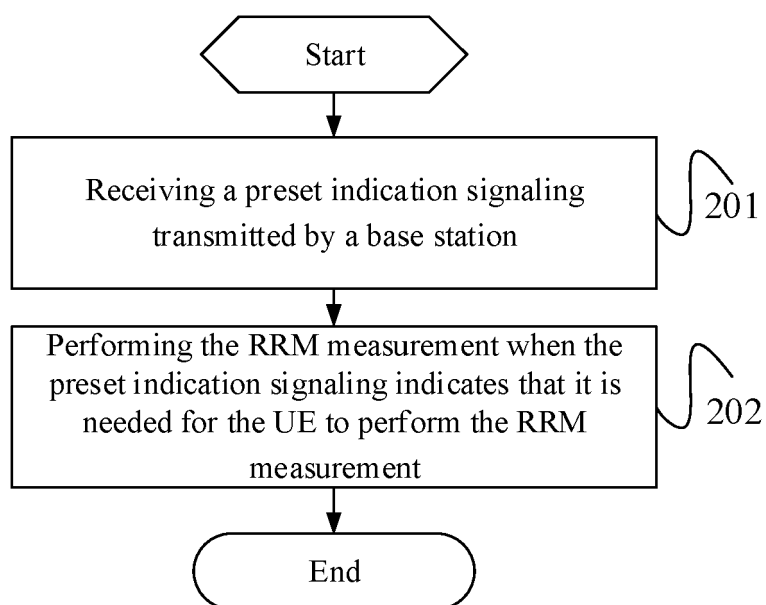 Start
Receiving a preset indication signaling
transmitted by a base station
201
Performing the RRM measurement when the
preset indication signaling indicates that it is
needed for the UE to perform the RRM
measurement
202
End